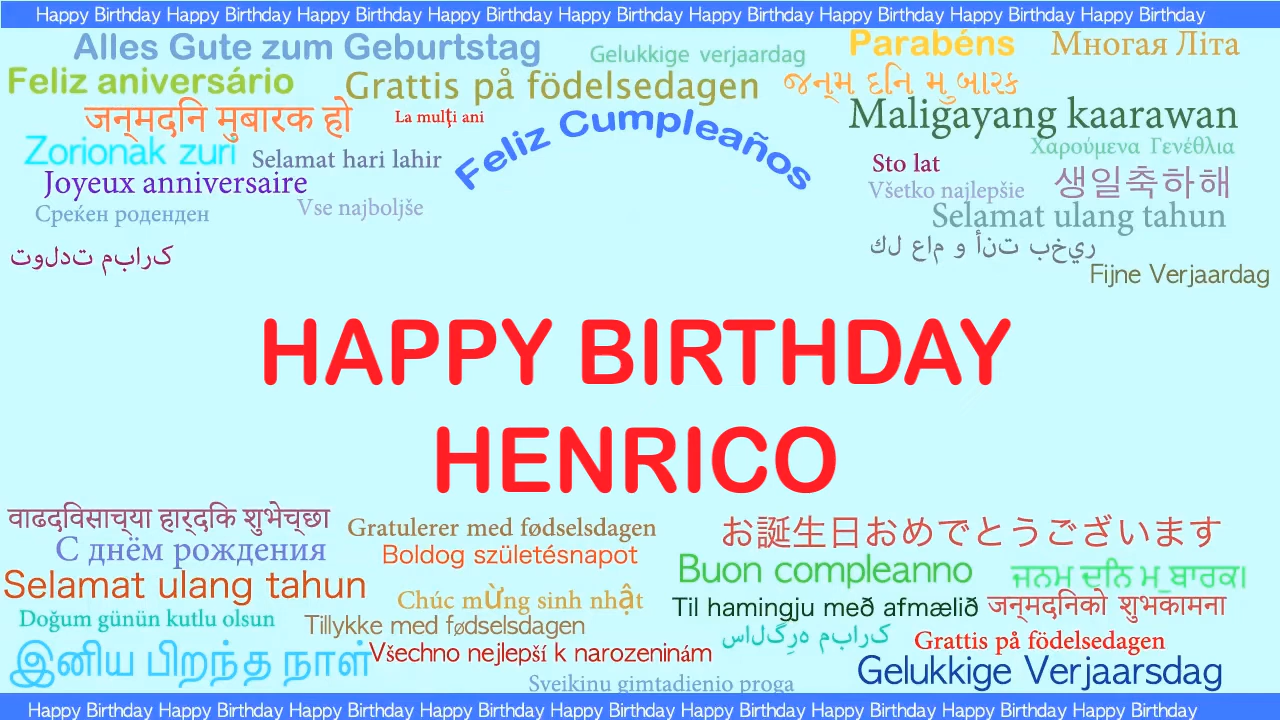 Happy Birthday Happy Birthday Happy Birthday Happy Birthday Happy Birthday Happy Birthday Happy Birthday Happy Birthday Happy Birthday
Alles Gute zum Geburtstag
Gelukkige verjaardag
Parabéns
Многая Літа
Feliz aniversário
Grattis på födelsedagen
જન્મ દિન મુબારક
जन्मदिन मुबारक हो
La mulţi ani
Feliz Cumpleaños
Maligayang kaarawan
Zorionak zuri
Selamat hari lahir
Χαρούμενα Γενέθλια
Sto lat
Joyeux anniversaire
Všetko najlepšie
생일축하해
Среќен роденден
Vse najboljše
Selamat ulang tahun
تولدت مبارک
كل عام و أنت بخير
Fijne Verjaardag
HAPPY BIRTHDAY
HENRICO
वाढदिवसाच्या हार्दिक शुभेच्छा
Gratulerer med fødselsdagen
お誕生日おめでとうございます
С днём рождения
Boldog születésnapot
Buon compleanno
ਜਨਮ ਦਿਨ ਮੁਬਾਰਕ।
Selamat ulang tahun
Chúc mừng sinh nhật
Til hamingju með afmælið
जन्मदिनको शुभकामना
Doğum günün kutlu olsun
Tillykke med fødselsdagen
سالگرہ مبارک
Grattis på födelsedagen
இனிய பிறந்த நாள்
Všechno nejlepší k narozeninám
Gelukkige Verjaarsdag
Sveikinu gimtadienio proga
Happy Birthday Happy Birthday Happy Birthday Happy Birthday Happy Birthday Happy Birthday Happy Birthday Happy Birthday Happy Birthday